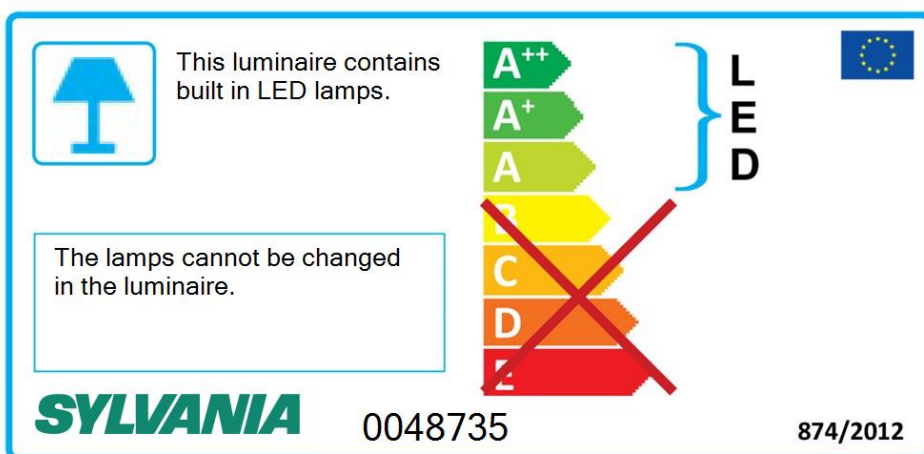 This luminaire contains
built in LED lamps.
The lamps cannot be changed
in the luminaire.
A++
A+
A
B
C
D
E
L
E
D
SYLVANIA
0048735
874/2012